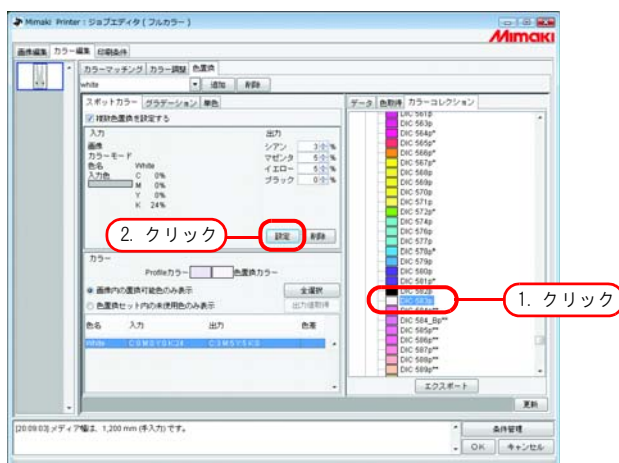 Mimaki Printer : ジョブエディタ ( フルカラー )
Mimaki
画像編集 カラー編集 印刷条件
カラーマッチング カラー調整 色置換
white 追加 削除
スポットカラー グラデーション 単色
複数色置換を設定する
入力 出力
画像 シアン 3 %
カラーモード マゼンタ 5 %
色名 White イエロー 5 %
入力色 C 0% ブラック 0 %
M 0%
Y 0%
K 24%
2. クリック
設定 削除
カラー
Profileカラー 色置換カラー
画像内の置換可能色のみ表示 全選択
色置換セット内の未使用色のみ表示 出力値取得
色名 入力 出力 色差
White C:0 M:0 Y:0 K:24 C:3 M:5 Y:5 K:0
データ 色取得 カラーコレクション
DIC 561p
DIC 563p
DIC 564p*
DIC 565p*
DIC 566p*
DIC 567p*
DIC 568p
DIC 569p
DIC 570p
DIC 571p
DIC 572p*
DIC 574p
DIC 576p
DIC 577p
DIC 578p*
DIC 579p
DIC 580p
DIC 581p*
DIC 582p
DIC 583p
1. クリック
DIC 584p**
DIC 584_Bp**
DIC 585p**
DIC 586p**
DIC 587p**
DIC 588p**
DIC 589p**
エクスポート
更新
[20:09:03] メディア幅は、1,200 mm (手入力) です。
条件管理
OK キャンセル